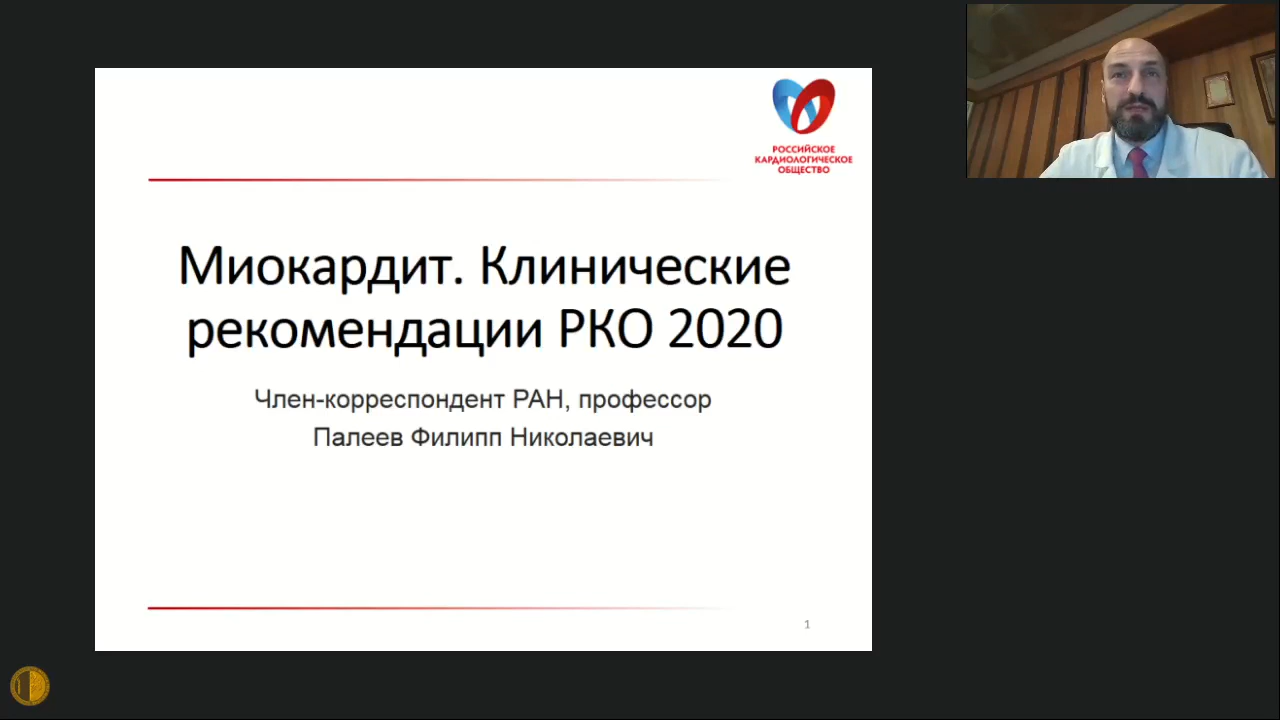 РОССИЙСКОЕ
КАРДИОЛОГИЧЕСКОЕ
ОБЩЕСТВО
Миокардит. Клинические
рекомендации РКО 2020
Член-корреспондент РАН, профессор
Палеев Филипп Николаевич
1